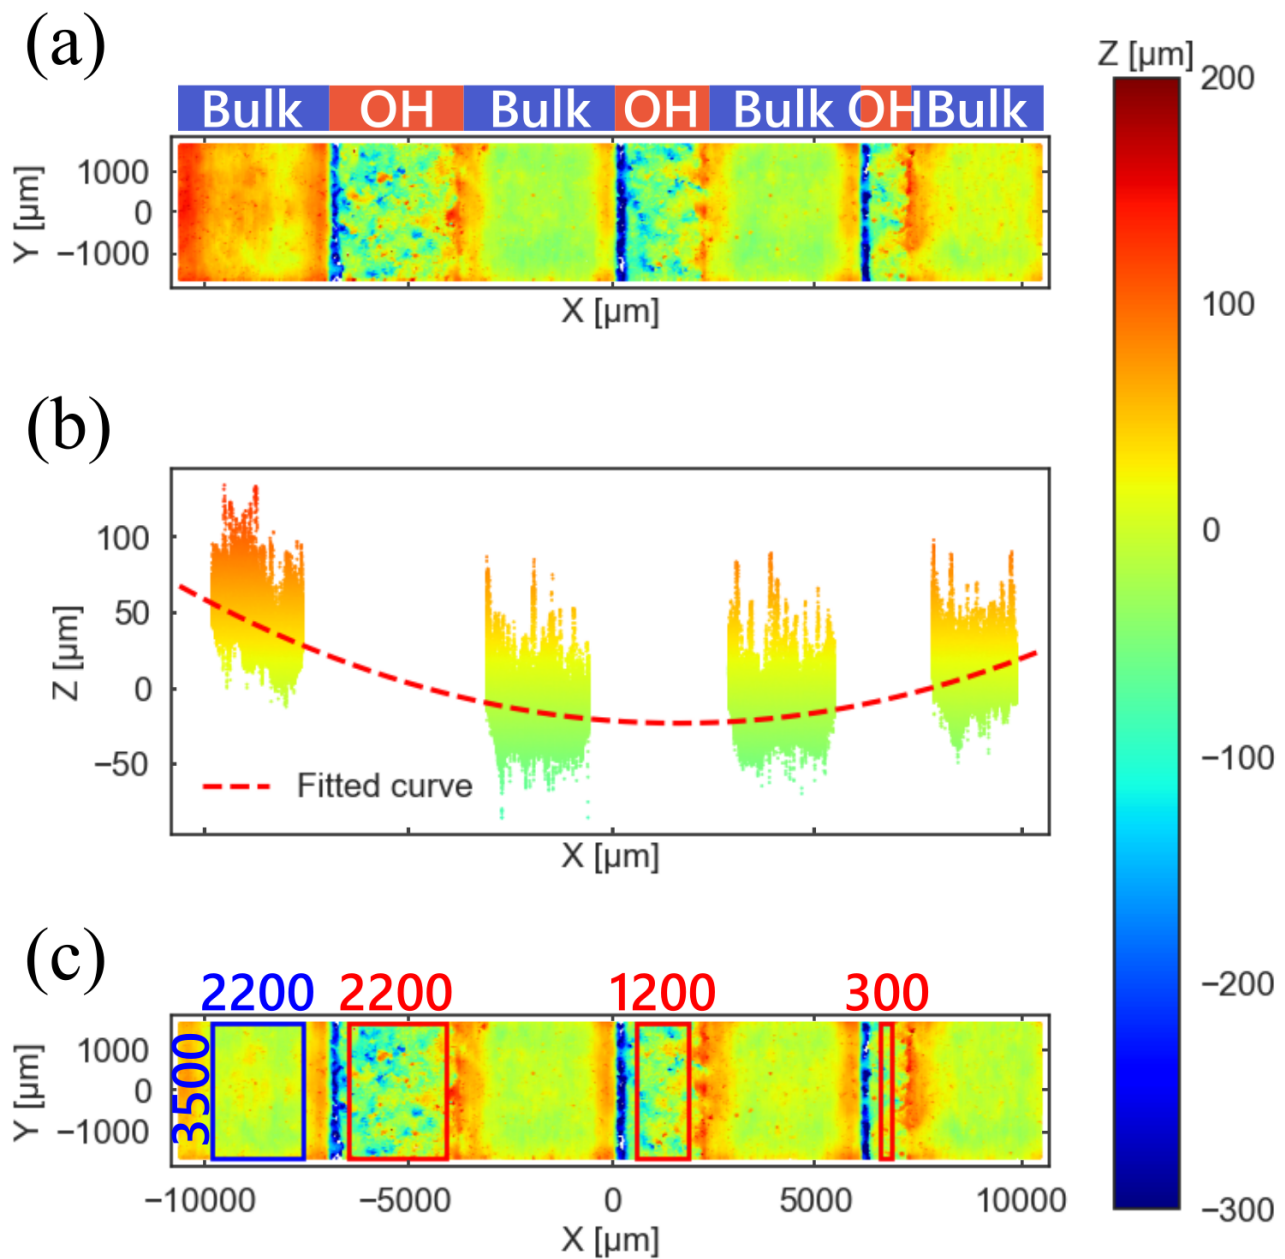 (a)
Z [µm]
Bulk OH Bulk OH Bulk OH Bulk
200
100
0
−100
−200
−300
Y [µm]
1000
0
−1000
X [µm]
(b)
Z [µm]
100
50
0
−50
Fitted curve
X [µm]
(c)
2200 2200 1200 300
3500
Y [µm]
1000
0
−1000
−10000 −5000 0 5000 10000
X [µm]